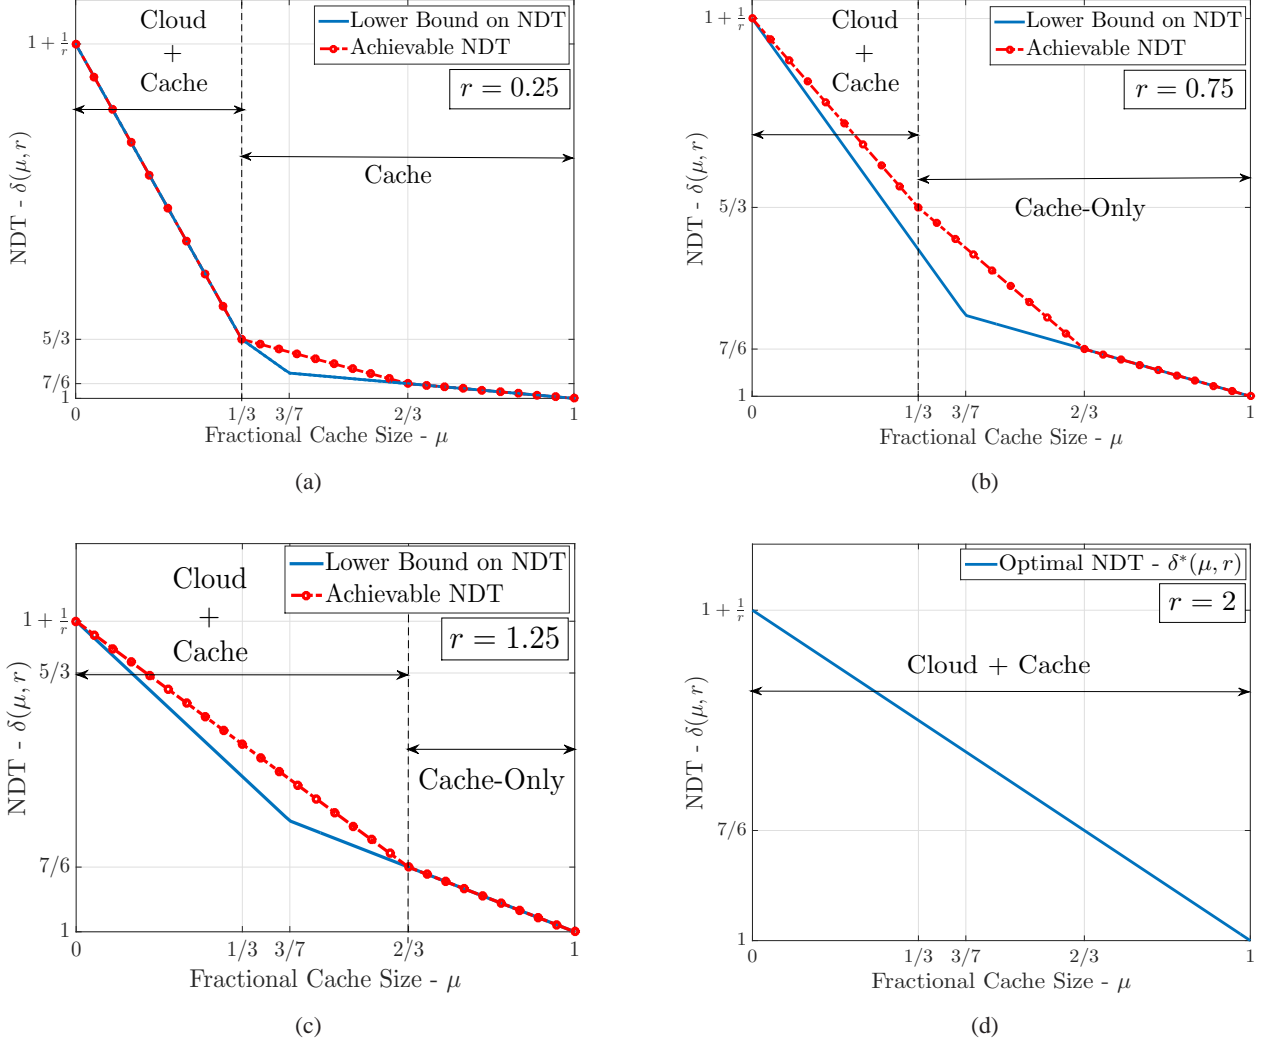 Cloud
+
Cache
Lower Bound on NDT
Achievable NDT
r = 0.25
1 + 1/r
Cache
NDT - δ(μ, r)
5/3
7/6
1
0
1/3
3/7
2/3
1
Fractional Cache Size - μ
(a)
Cloud
+
Cache
Lower Bound on NDT
Achievable NDT
r = 0.75
1 + 1/r
5/3
Cache-Only
NDT - δ(μ, r)
7/6
1
0
1/3
3/7
2/3
1
Fractional Cache Size - μ
(b)
Cloud
+
Cache
Lower Bound on NDT
Achievable NDT
r = 1.25
1 + 1/r
5/3
NDT - δ(μ, r)
Cache-Only
7/6
1
0
1/3
3/7
2/3
1
Fractional Cache Size - μ
(c)
Optimal NDT - δ*(μ, r)
r = 2
1 + 1/r
Cloud + Cache
NDT - δ(μ, r)
7/6
1
0
1/3
3/7
2/3
1
Fractional Cache Size - μ
(d)